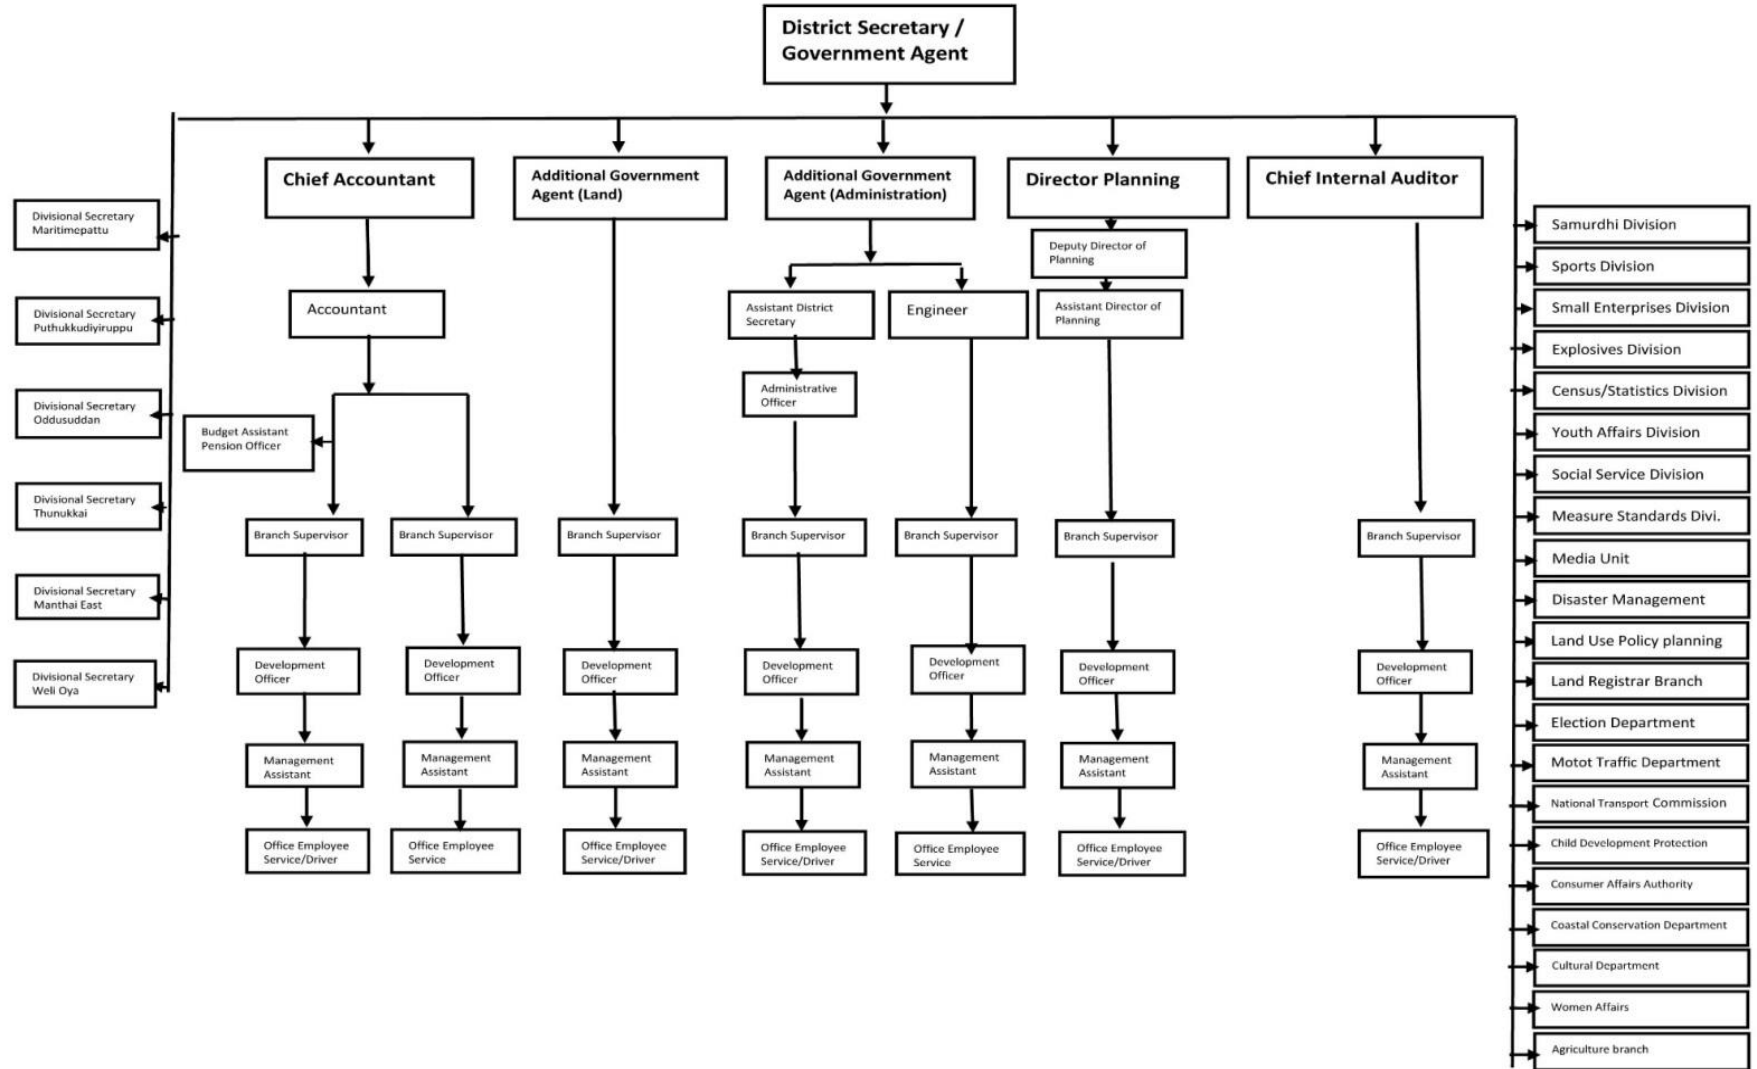 District Secretary /
Government Agent
Chief Accountant
Additional Government
Agent (Land)
Additional Government
Agent (Administration)
Director Planning
Chief Internal Auditor
Divisional Secretary
Maritimepattu
Divisional Secretary
Puthukkudiyiruppu
Divisional Secretary
Oddusuddan
Divisional Secretary
Thunukkai
Divisional Secretary
Manthai East
Divisional Secretary
Weli Oya
Accountant
Budget Assistant
Pension Officer
Assistant District
Secretary
Engineer
Administrative
Officer
Deputy Director of
Planning
Assistant Director of
Planning
Branch Supervisor
Branch Supervisor
Branch Supervisor
Branch Supervisor
Branch Supervisor
Branch Supervisor
Branch Supervisor
Development
Officer
Development
Officer
Development
Officer
Development
Officer
Development
Officer
Development
Officer
Development
Officer
Management
Assistant
Management
Assistant
Management
Assistant
Management
Assistant
Management
Assistant
Management
Assistant
Management
Assistant
Office Employee
Service/Driver
Office Employee
Service
Office Employee
Service/Driver
Office Employee
Service/Driver
Office Employee
Service
Office Employee
Service/Driver
Office Employee
Service/Driver
Samurdhi Division
Sports Division
Small Enterprises Division
Explosives Division
Census/Statistics Division
Youth Affairs Division
Social Service Division
Measure Standards Divi.
Media Unit
Disaster Management
Land Use Policy planning
Land Registrar Branch
Election Department
Motot Traffic Department
National Transport Commission
Child Development Protection
Consumer Affairs Authority
Coastal Conservation Department
Cultural Department
Women Affairs
Agriculture branch